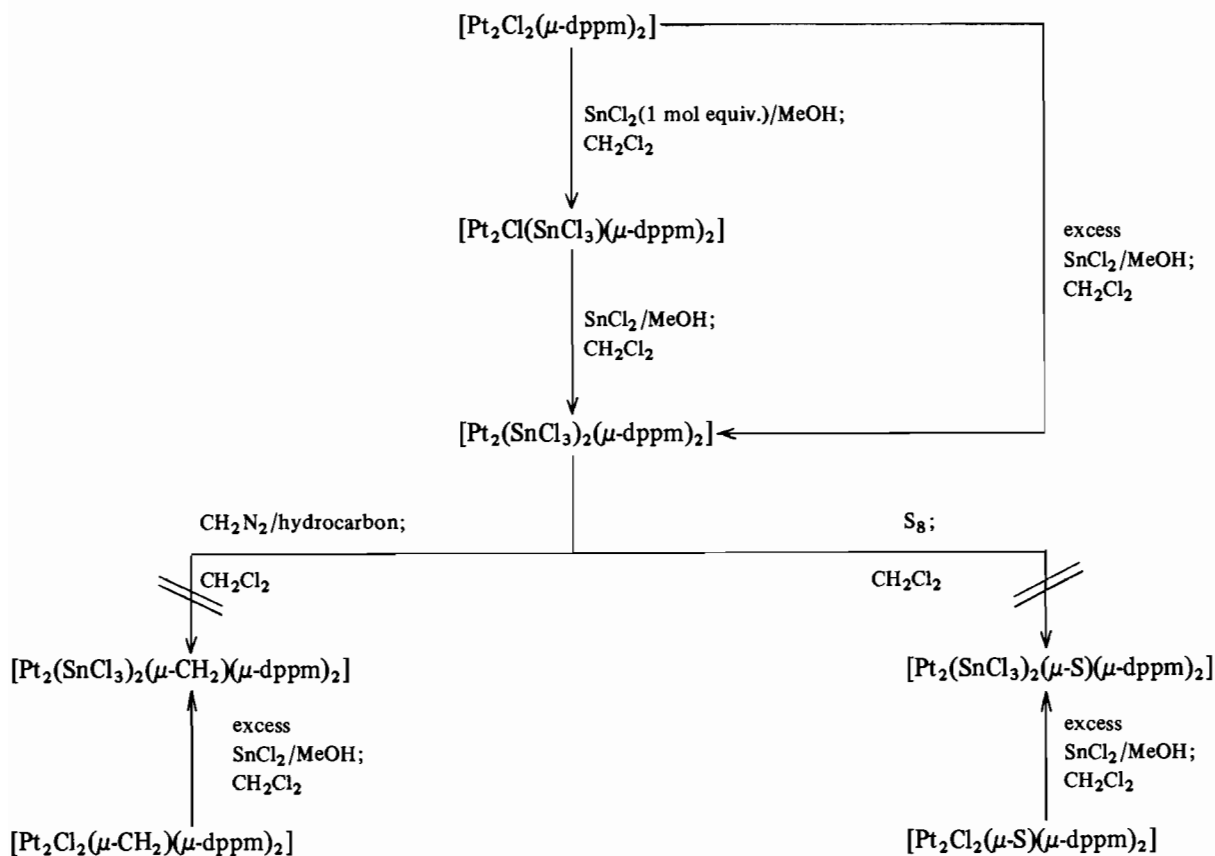 [Pt₂Cl₂(μ-dppm)₂]
SnCl₂(1 mol equiv.)/MeOH;
CH₂Cl₂
[Pt₂Cl(SnCl₃)(μ-dppm)₂]
excess
SnCl₂/MeOH;
CH₂Cl₂
SnCl₂/MeOH;
CH₂Cl₂
[Pt₂(SnCl₃)₂(μ-dppm)₂]
CH₂N₂/hydrocarbon;
CH₂Cl₂
S₈;
CH₂Cl₂
[Pt₂(SnCl₃)₂(μ-CH₂)(μ-dppm)₂]
[Pt₂(SnCl₃)₂(μ-S)(μ-dppm)₂]
excess
SnCl₂/MeOH;
CH₂Cl₂
excess
SnCl₂/MeOH;
CH₂Cl₂
[Pt₂Cl₂(μ-CH₂)(μ-dppm)₂]
[Pt₂Cl₂(μ-S)(μ-dppm)₂]